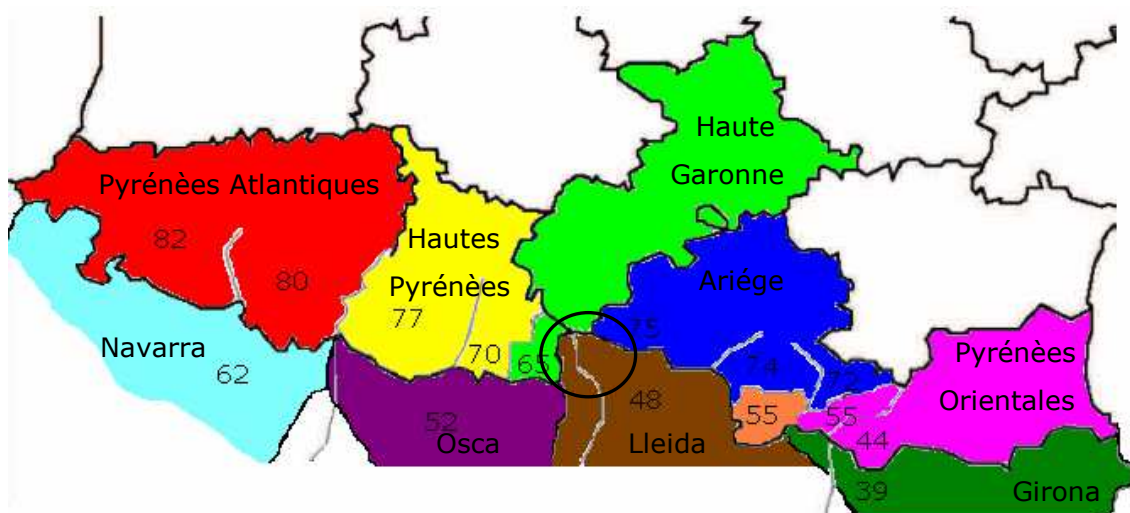 Haute
Garonne
Pyrénèes Atlantiques
82
80
Hautes
Pyrénèes
77
70
65
Ariége
75
74
72
Navarra
62
Pyrénèes
Orientales
55
55
44
52
Osca
48
Lleida
39
Girona